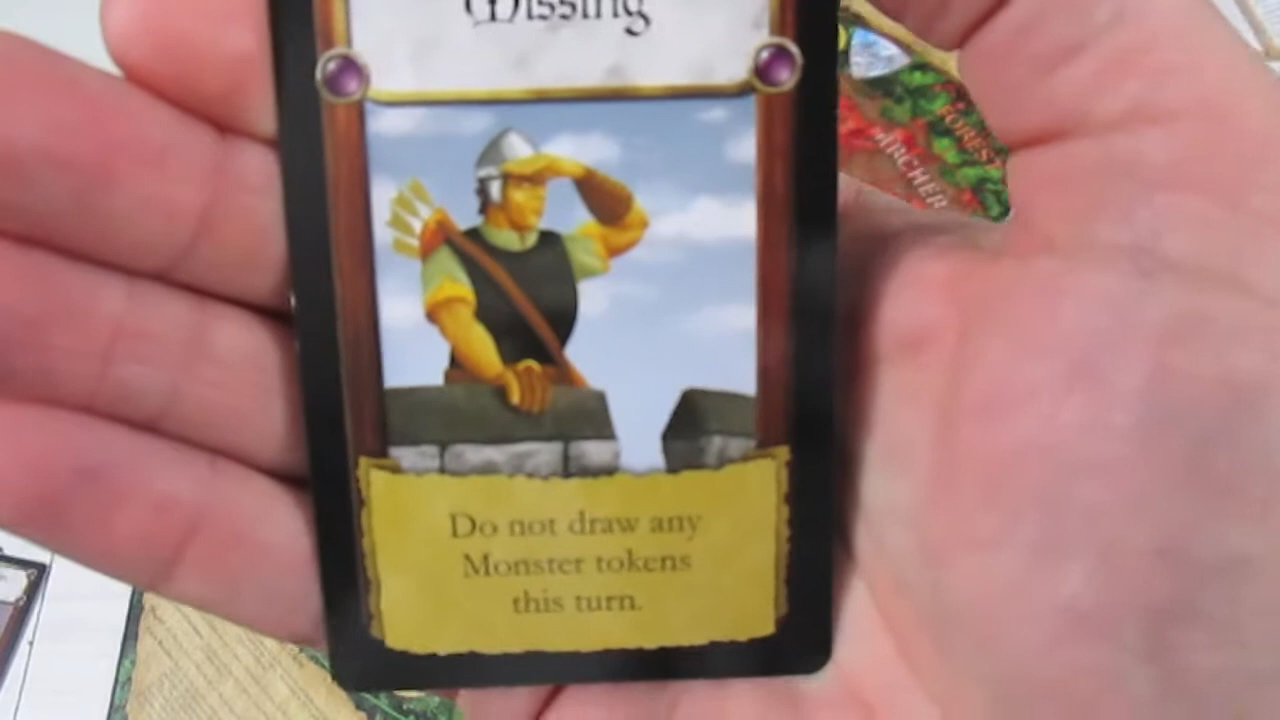 Missing
Do not draw any
Monster tokens
this turn.
FOREST
ARCHER